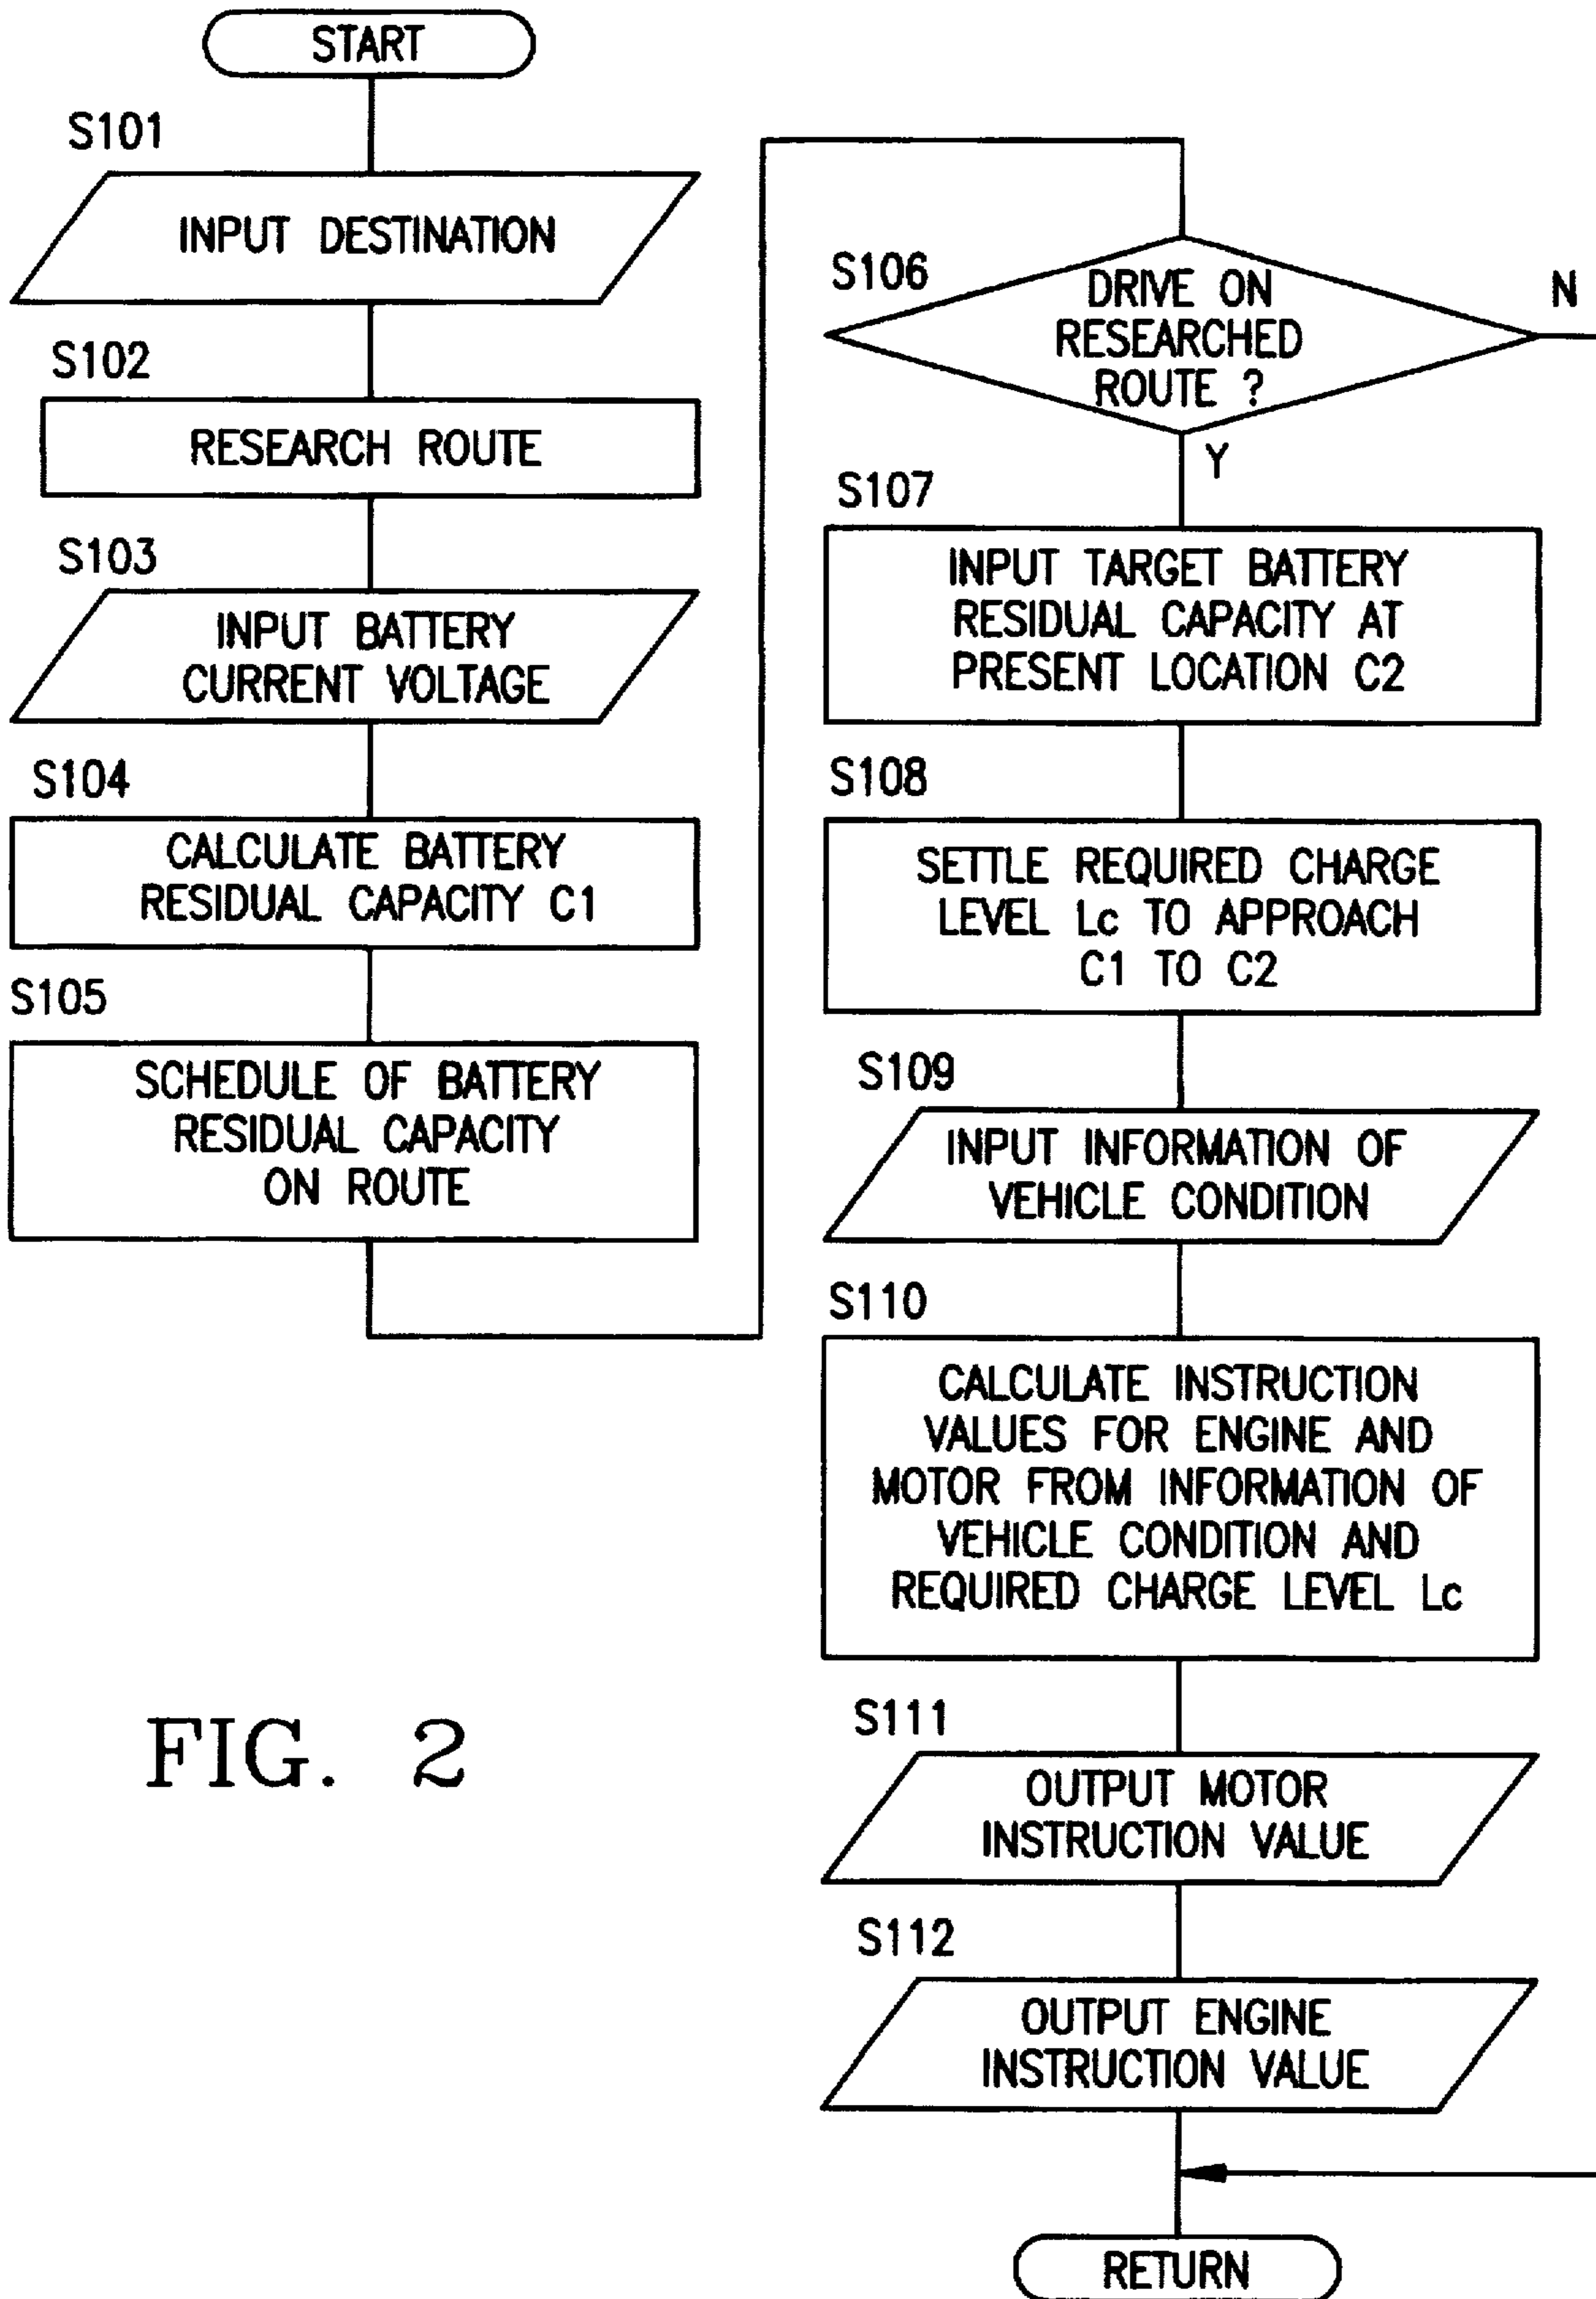 START
S101
INPUT DESTINATION
S102
RESEARCH ROUTE
S103
INPUT BATTERY
CURRENT VOLTAGE
S104
CALCULATE BATTERY
RESIDUAL CAPACITY C1
S105
SCHEDULE OF BATTERY
RESIDUAL CAPACITY
ON ROUTE
S106
DRIVE ON
RESEARCHED
ROUTE ?
N
Y
S107
INPUT TARGET BATTERY
RESIDUAL CAPACITY AT
PRESENT LOCATION C2
S108
SETTLE REQUIRED CHARGE
LEVEL Lc TO APPROACH
C1 TO C2
S109
INPUT INFORMATION OF
VEHICLE CONDITION
S110
CALCULATE INSTRUCTION
VALUES FOR ENGINE AND
MOTOR FROM INFORMATION OF
VEHICLE CONDITION AND
REQUIRED CHARGE LEVEL Lc
S111
OUTPUT MOTOR
INSTRUCTION VALUE
S112
OUTPUT ENGINE
INSTRUCTION VALUE
RETURN
FIG. 2